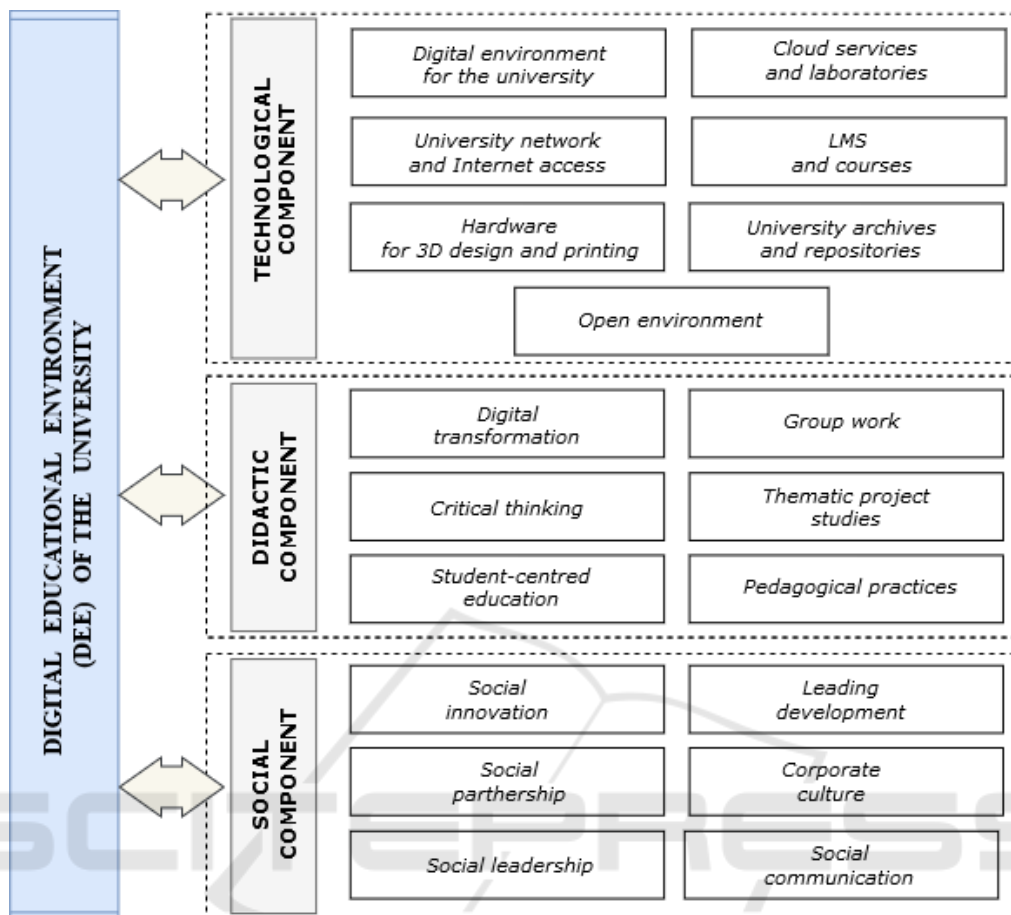 DIGITAL EDUCATIONAL ENVIRONMENT
(DEE) OF THE UNIVERSITY
TECHNOLOGICAL
COMPONENT
Digital environment
for the university
Cloud services
and laboratories
University network
and Internet access
LMS
and courses
Hardware
for 3D design and printing
University archives
and repositories
Open environment
DIDACTIC
COMPONENT
Digital
transformation
Group work
Critical thinking
Thematic project
studies
Student-centred
education
Pedagogical practices
SOCIAL
COMPONENT
Social
innovation
Leading
development
Social
parthership
Corporate
culture
Social leadership
Social
communication
SCITEPRESS